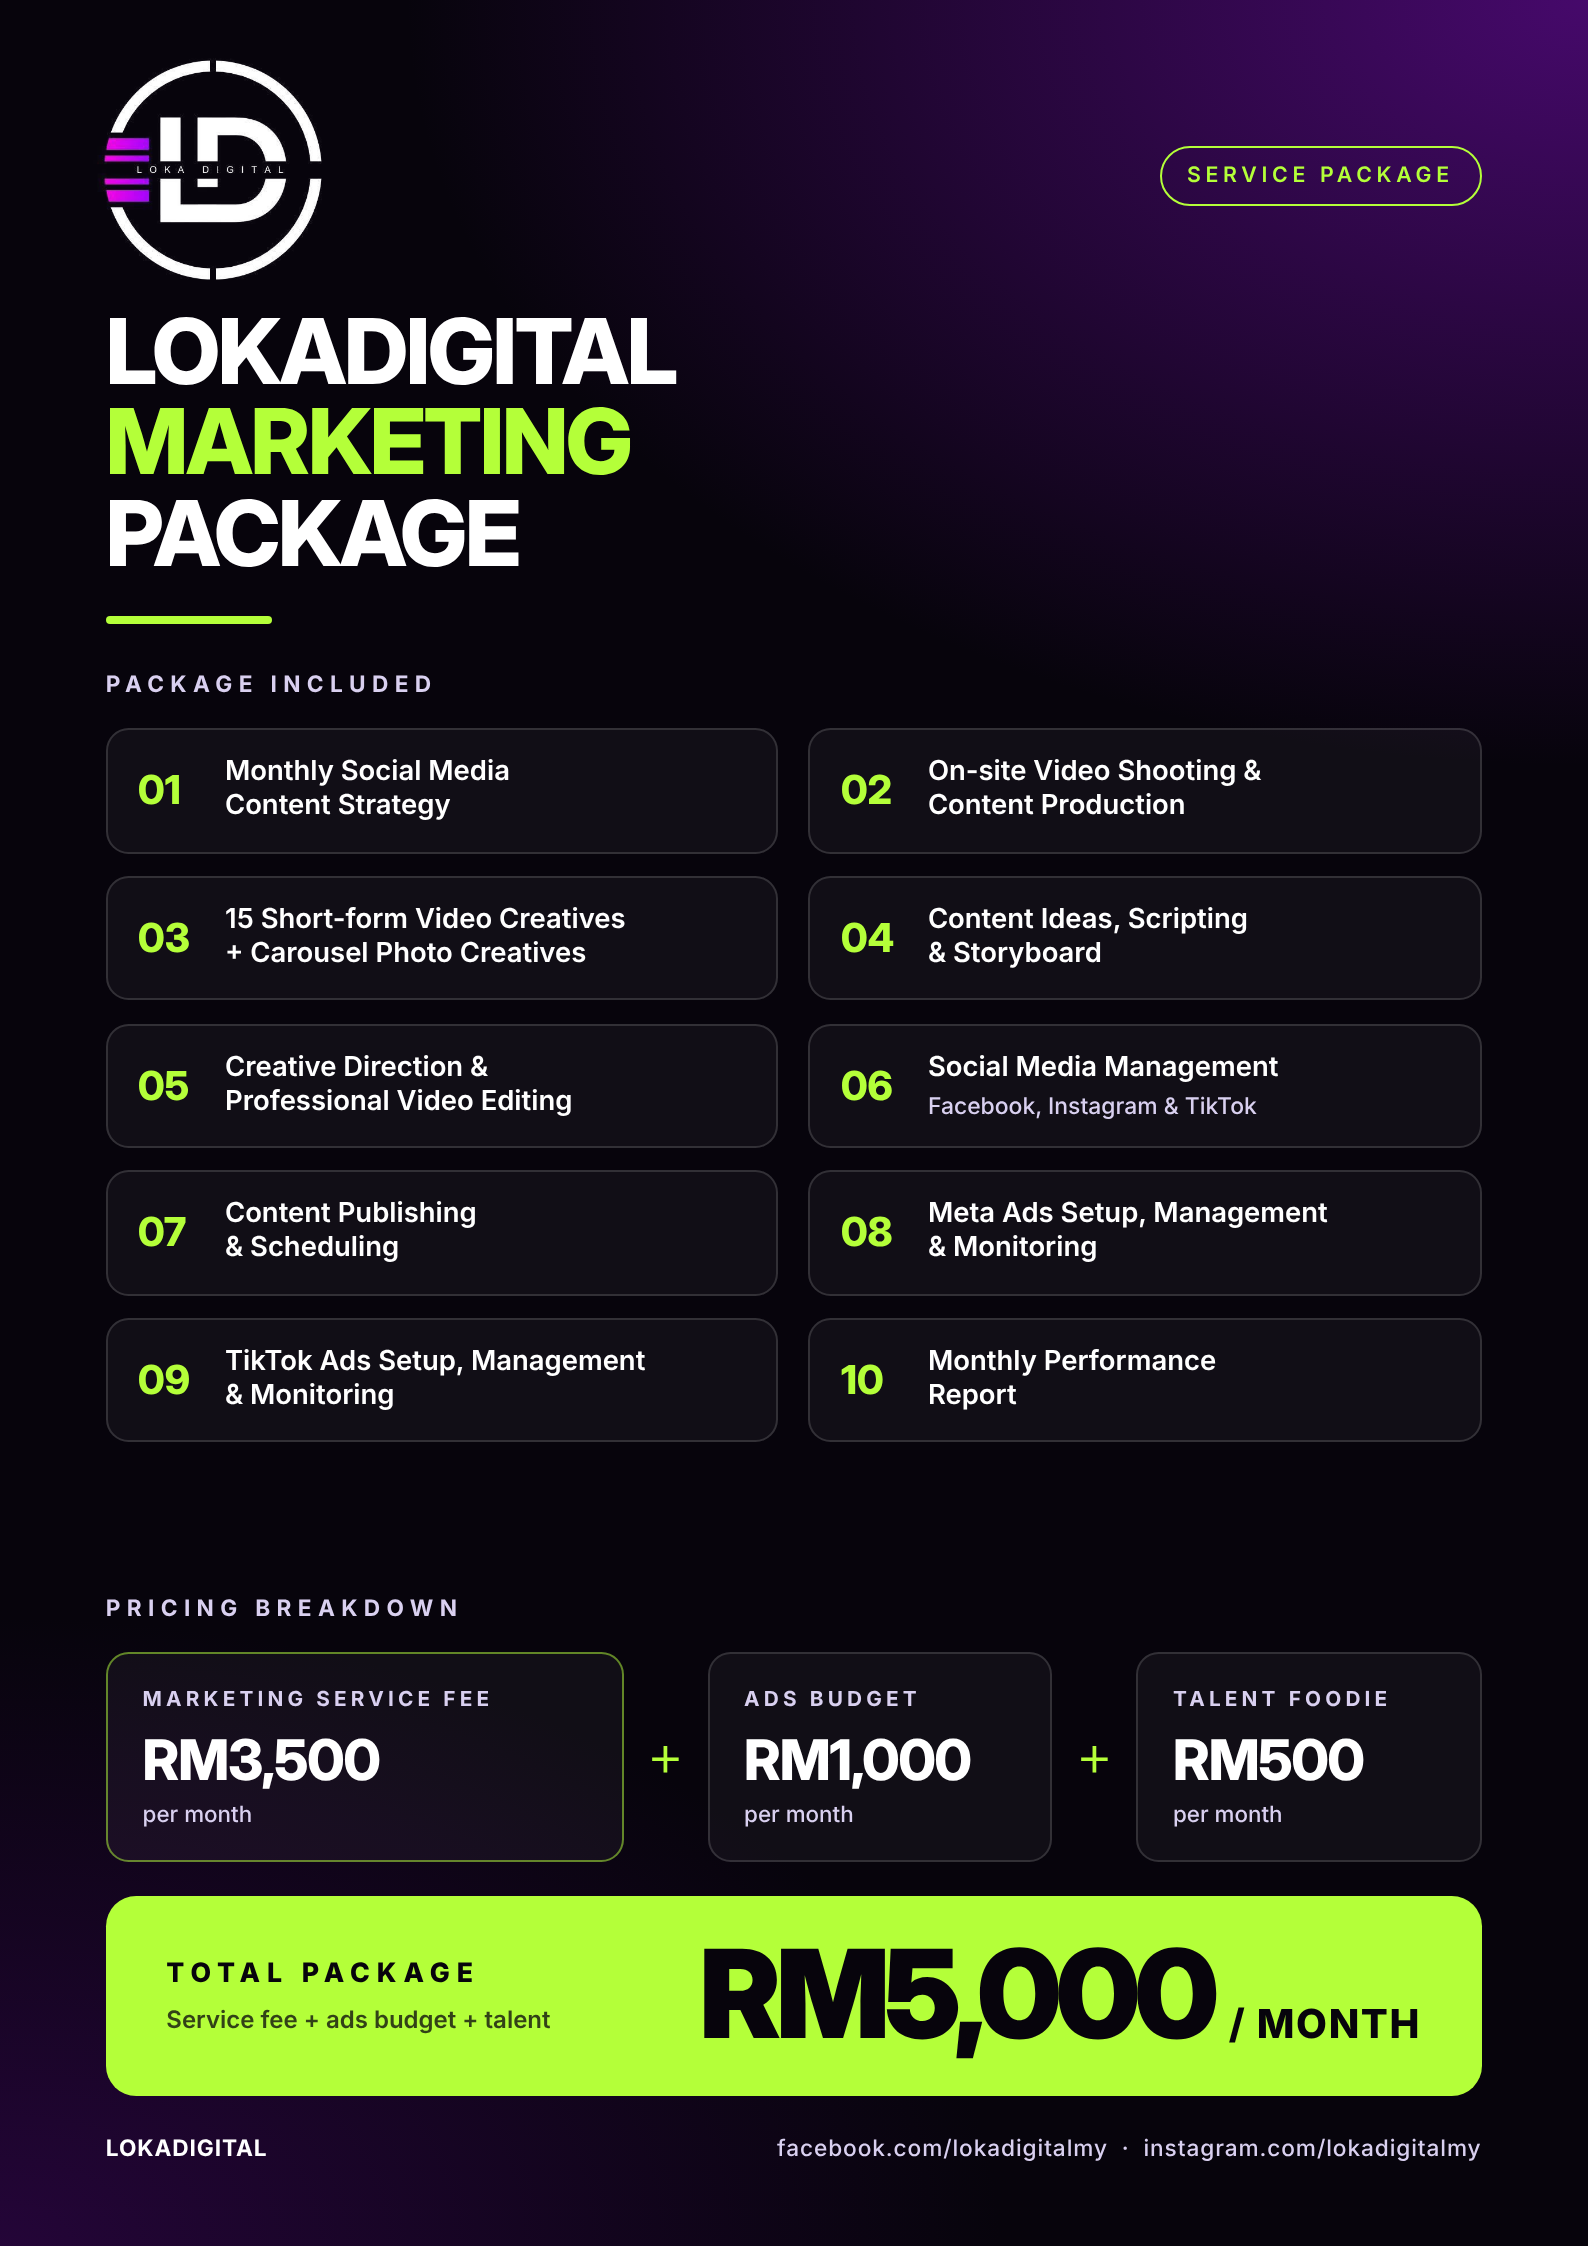 LOKA DIGITAL
SERVICE PACKAGE
LOKADIGITAL
MARKETING
PACKAGE
PACKAGE INCLUDED
01
Monthly Social Media
Content Strategy
02
On-site Video Shooting &
Content Production
03
15 Short-form Video Creatives
+ Carousel Photo Creatives
04
Content Ideas, Scripting
& Storyboard
05
Creative Direction &
Professional Video Editing
06
Social Media Management
Facebook, Instagram & TikTok
07
Content Publishing
& Scheduling
08
Meta Ads Setup, Management
& Monitoring
09
TikTok Ads Setup, Management
& Monitoring
10
Monthly Performance
Report
PRICING BREAKDOWN
MARKETING SERVICE FEE
RM3,500
per month
+
ADS BUDGET
RM1,000
per month
+
TALENT FOODIE
RM500
per month
TOTAL PACKAGE
Service fee + ads budget + talent
RM5,000 / MONTH
LOKADIGITAL
facebook.com/lokadigitalmy · instagram.com/lokadigitalmy